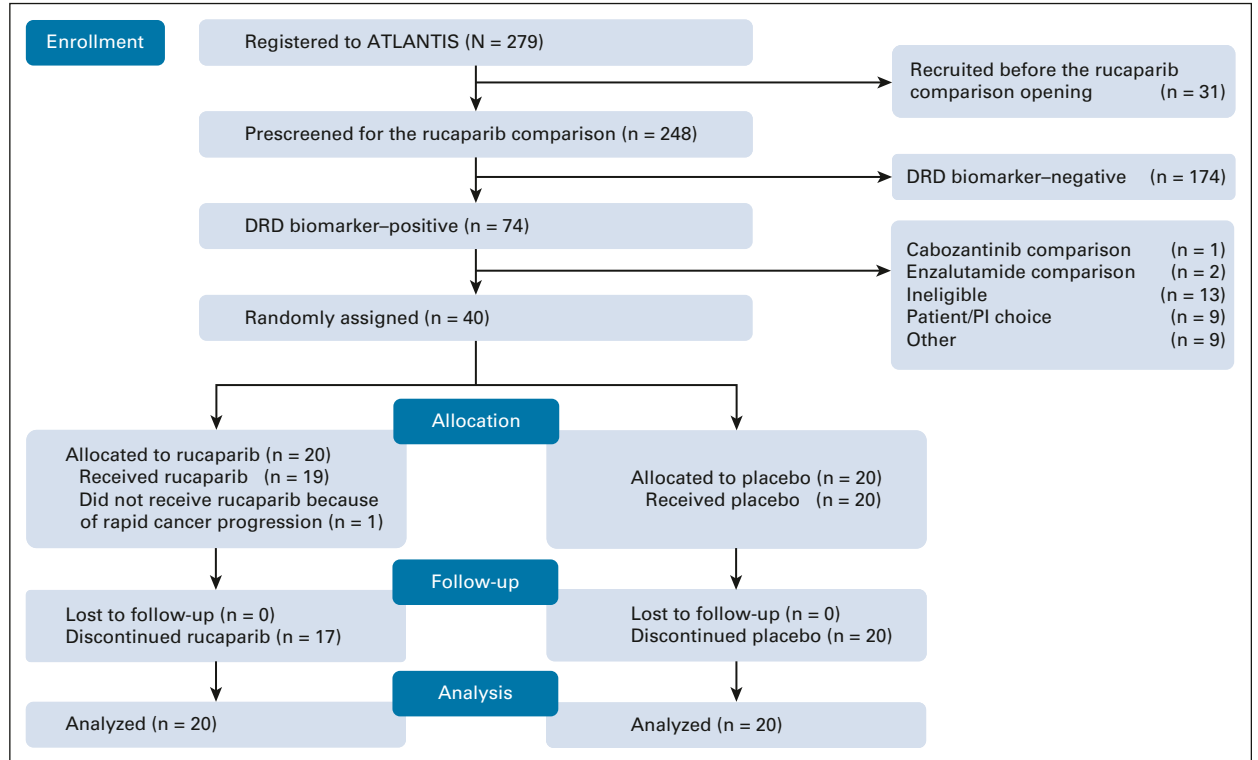 Enrollment
Registered to ATLANTIS (N = 279)
Recruited before the rucaparib
comparison opening (n = 31)
Prescreened for the rucaparib comparison (n = 248)
DRD biomarker–negative (n = 174)
DRD biomarker–positive (n = 74)
Cabozantinib comparison (n = 1)
Enzalutamide comparison (n = 2)
Ineligible (n = 13)
Patient/PI choice (n = 9)
Other (n = 9)
Randomly assigned (n = 40)
Allocation
Allocated to rucaparib (n = 20)
Received rucaparib (n = 19)
Did not receive rucaparib because
of rapid cancer progression (n = 1)
Allocated to placebo (n = 20)
Received placebo (n = 20)
Follow-up
Lost to follow-up (n = 0)
Discontinued rucaparib (n = 17)
Lost to follow-up (n = 0)
Discontinued placebo (n = 20)
Analysis
Analyzed (n = 20)
Analyzed (n = 20)